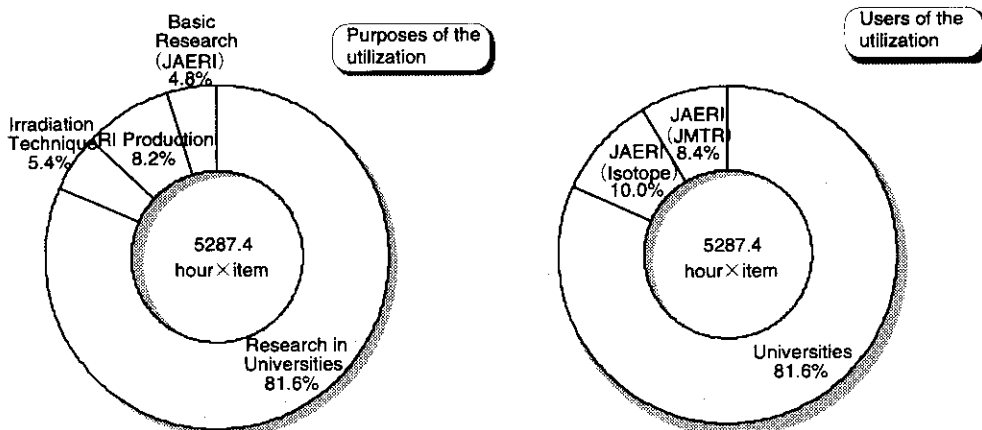 Purposes of the
utilization
Basic
Research
(JAERI)
4.8%
Irradiation
Technique
5.4%
RI Production
8.2%
5287.4
hour×item
Research in
Universities
81.6%
Users of the
utilization
JAERI
(JMTR)
8.4%
JAERI
(Isotope)
10.0%
5287.4
hour×item
Universities
81.6%